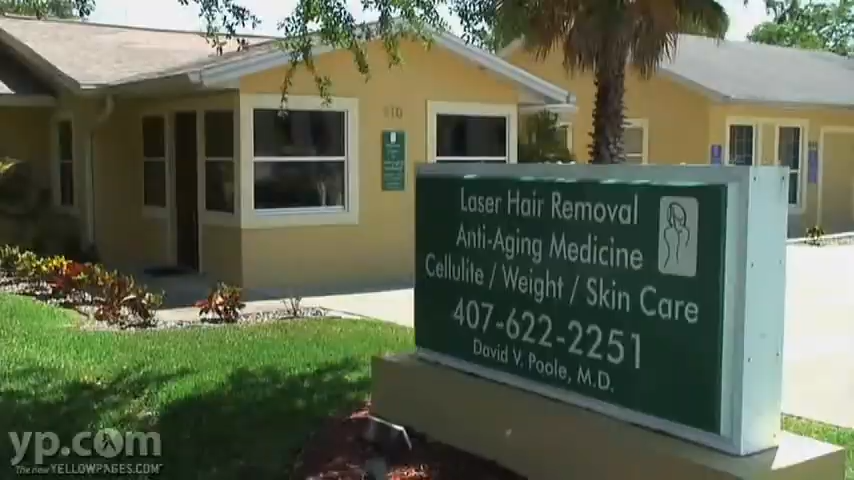 510
Laser Hair Removal
Anti-Aging Medicine
Cellulite / Weight / Skin Care
407-622-2251
David V. Poole, M.D.
yp.com
The new YELLOWPAGES.COM